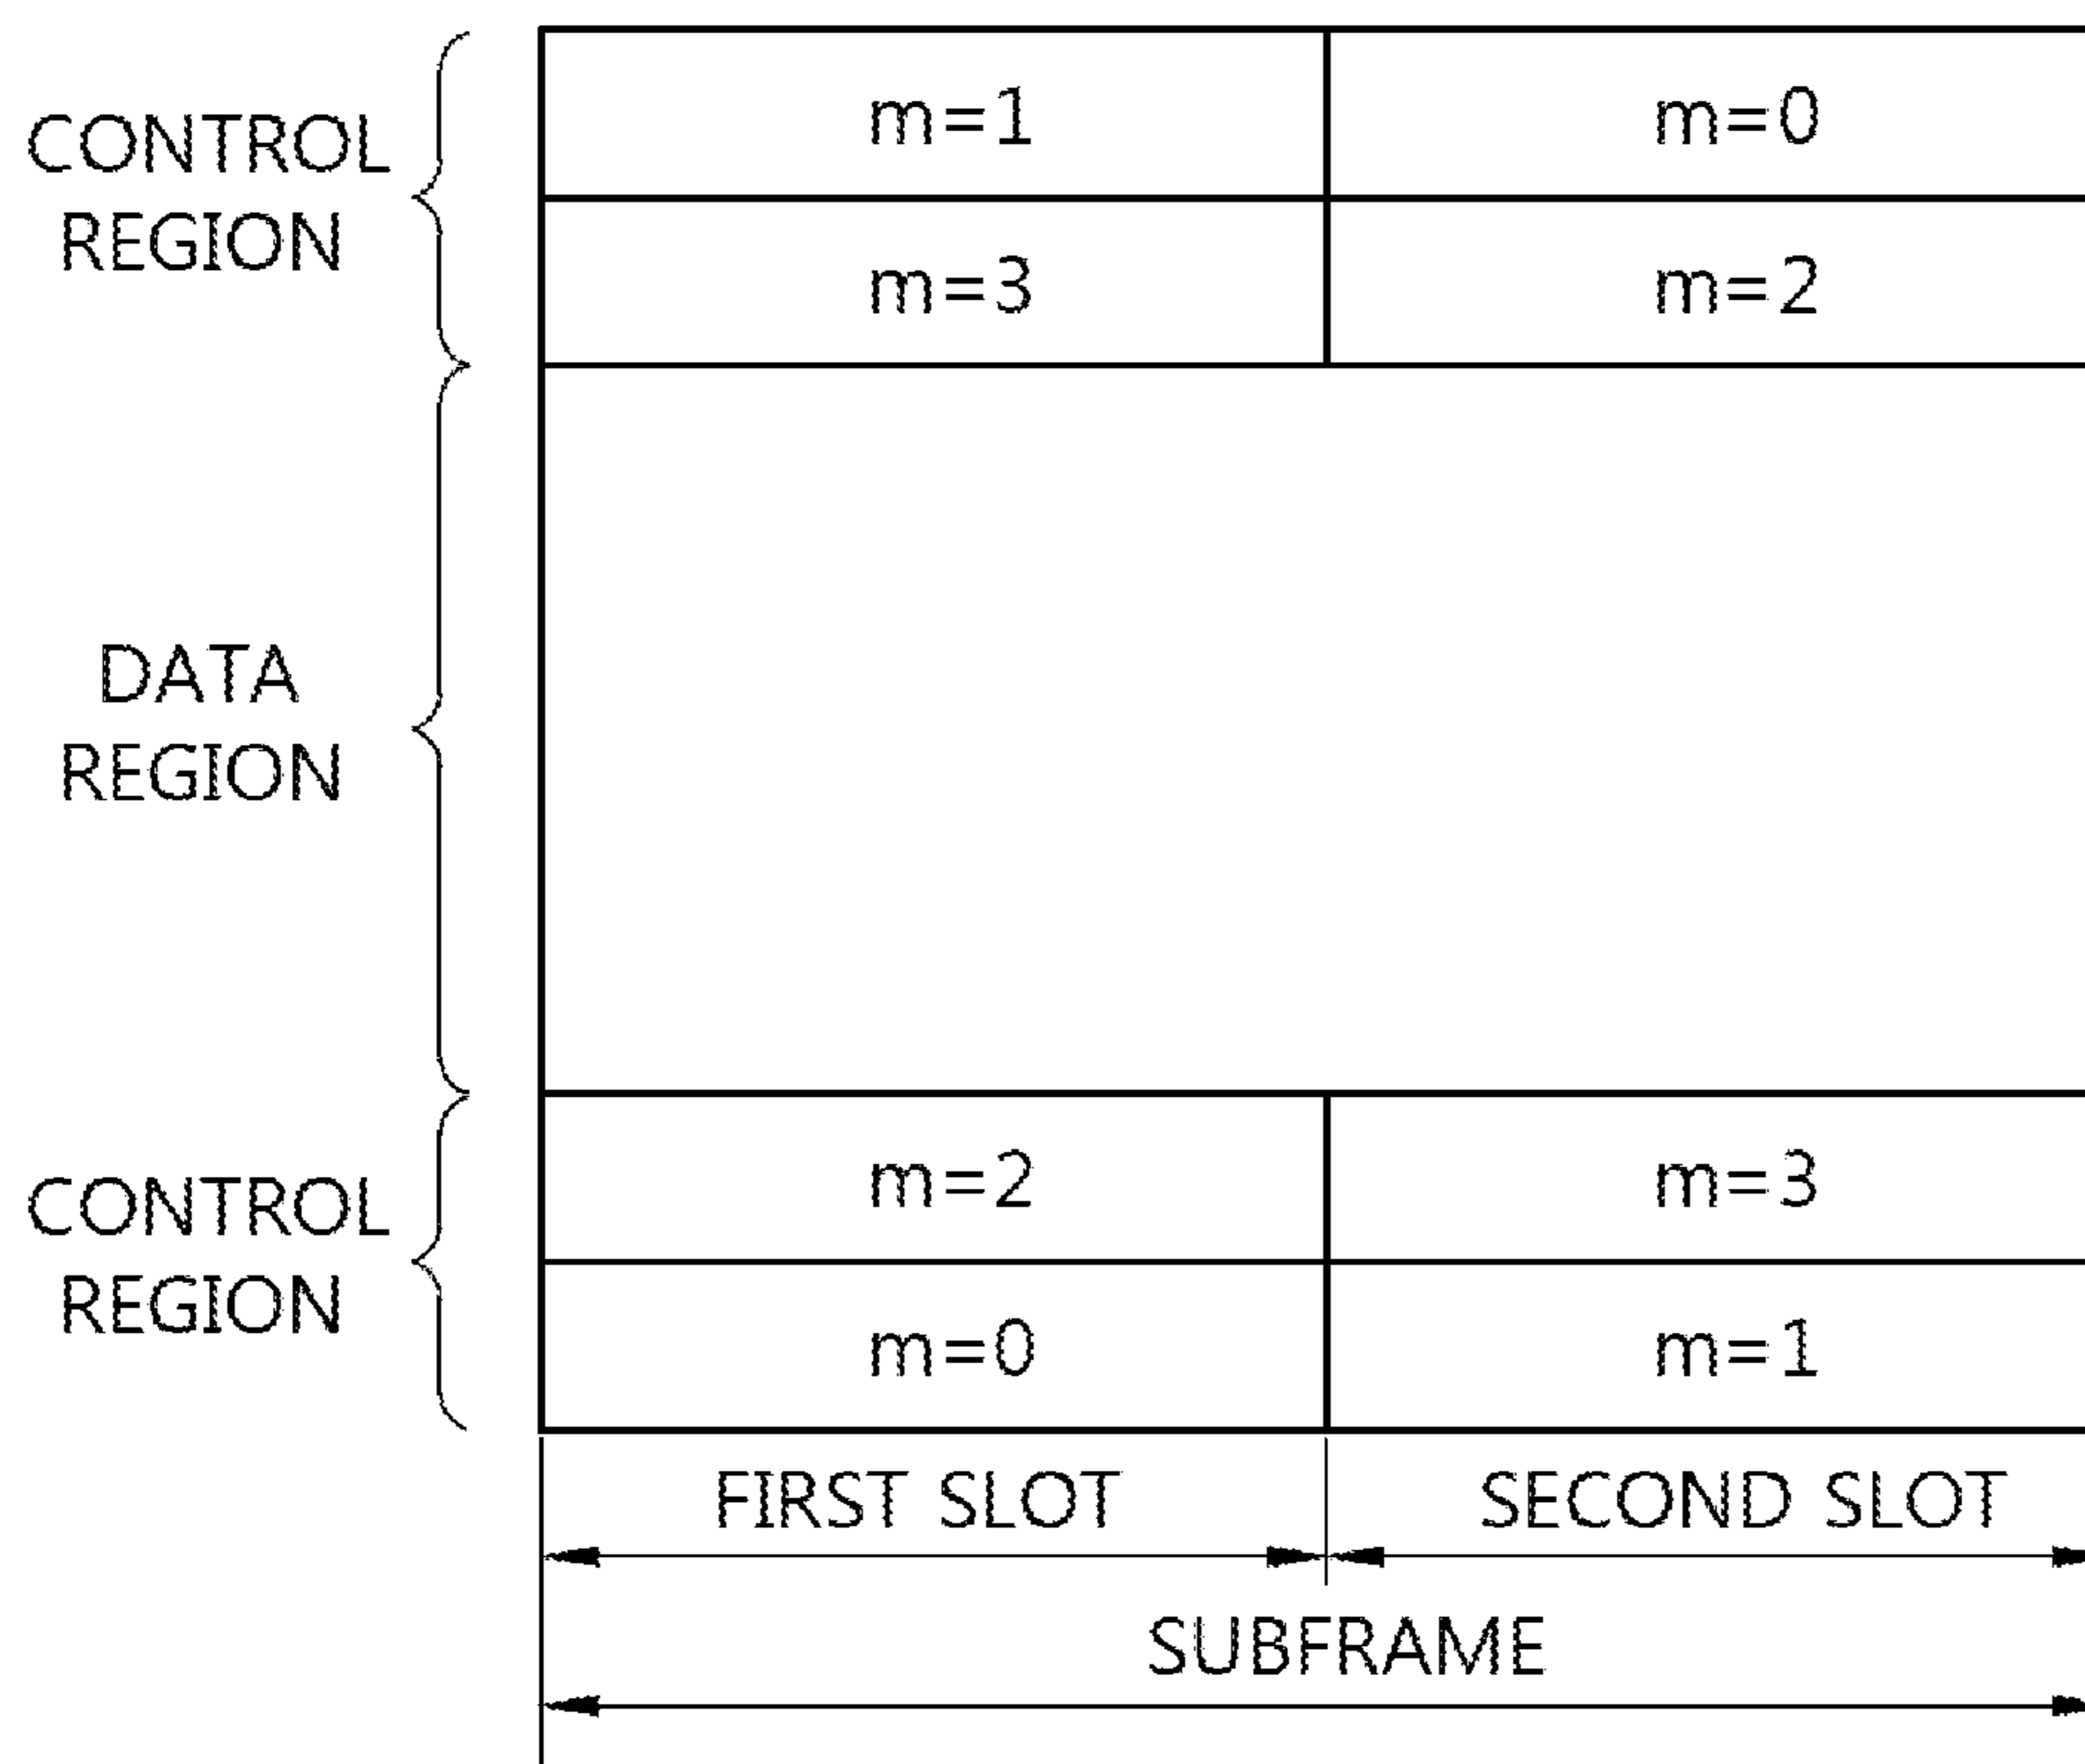 m=1 m=0
CONTROL
REGION
m=3 m=2
DATA
REGION
m=2 m=3
CONTROL
REGION
m=0 m=1
FIRST SLOT SECOND SLOT
SUBFRAME